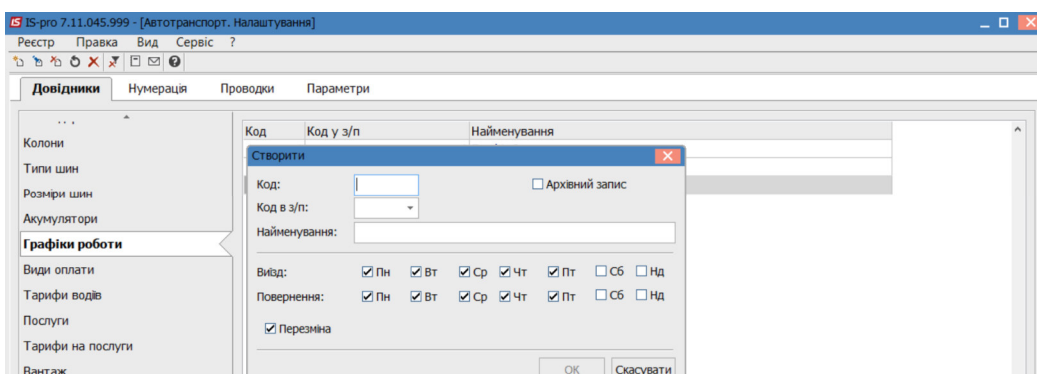 IS-pro 7.11.045.999 - [Автотранспорт. Налаштування]
Реєстр Правка Вид Сервіс ?
Довідники Нумерація Проводки Параметри
Колони
Типи шин
Розміри шин
Акумулятори
Графіки роботи
Види оплати
Тарифи водіїв
Послуги
Тарифи на послуги
Вантаж
Код Код у з/п Найменування
Створити
Код: Архівний запис
Код в з/п:
Найменування:
Виїзд: Пн Вт Ср Чт Пт Сб Нд
Повернення: Пн Вт Ср Чт Пт Сб Нд
Перезміна
ОК Скасувати